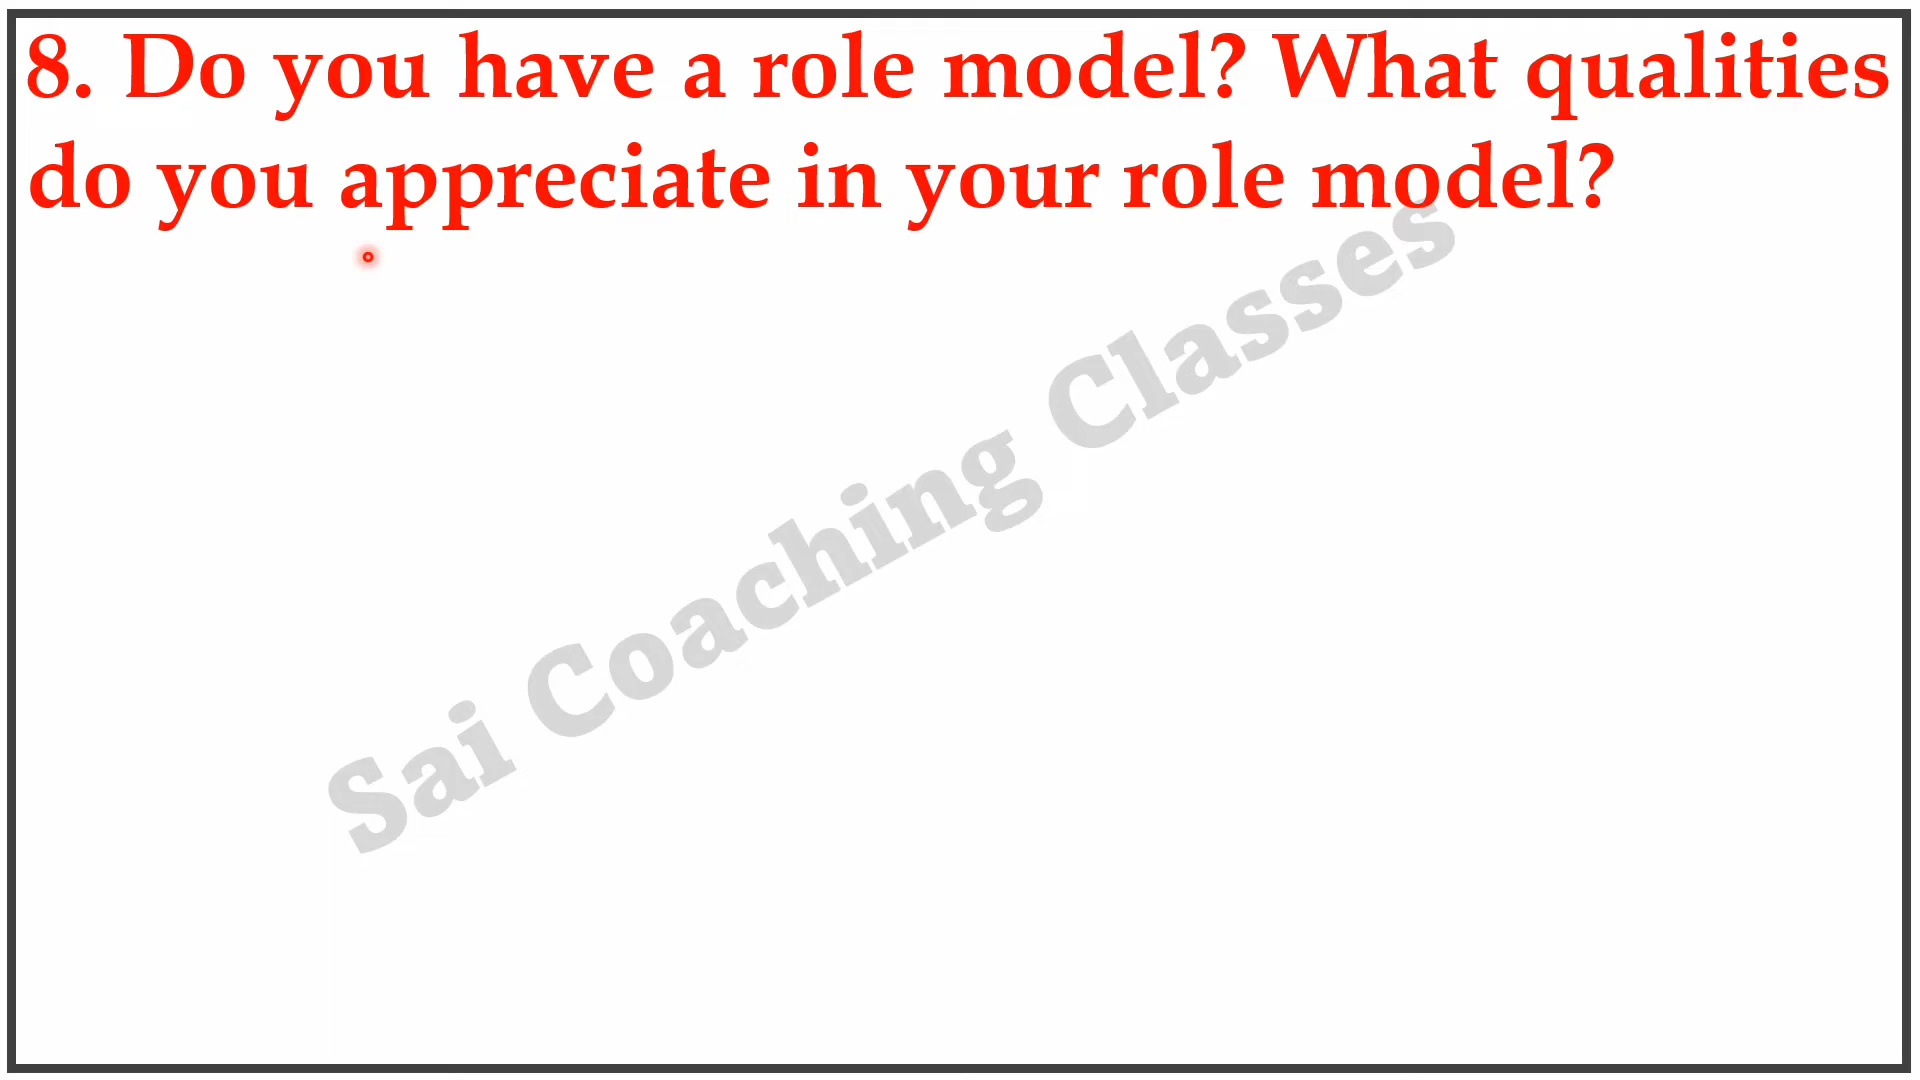 8. Do you have a role model? What qualities
do you appreciate in your role model?
Sai Coaching Classes